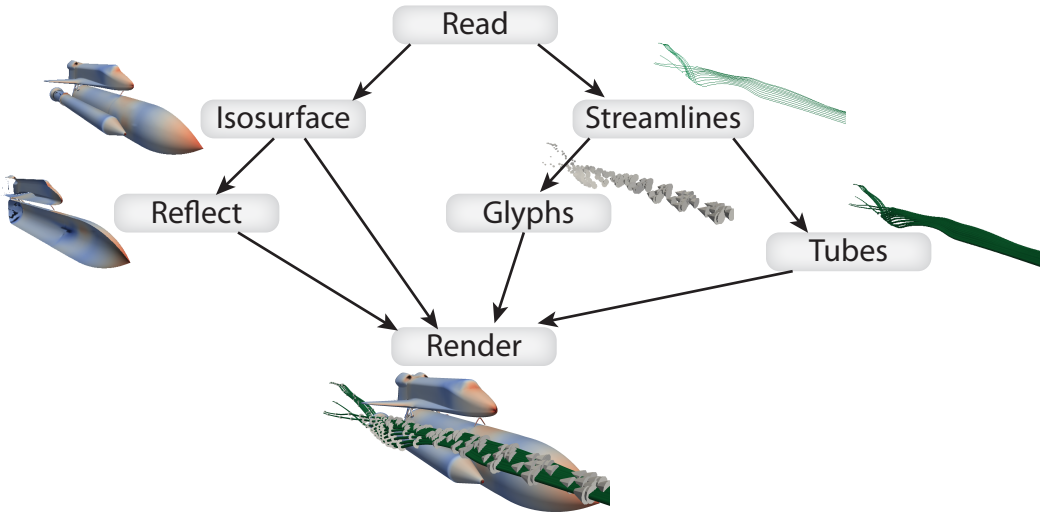 Read
Isosurface
Streamlines
Reflect
Glyphs
Tubes
Render